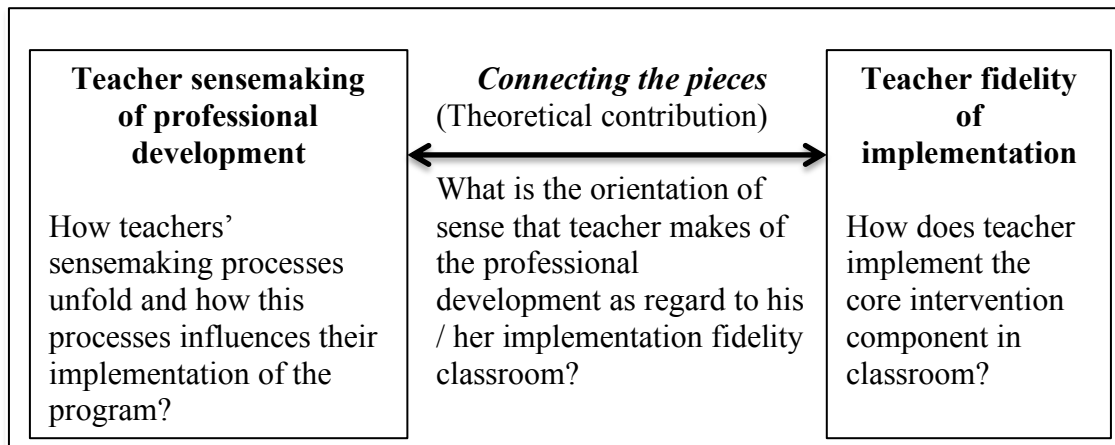 Teacher sensemaking
of professional
development
How teachers’
sensemaking processes
unfold and how this
processes influences their
implementation of the
program?
Connecting the pieces
(Theoretical contribution)
What is the orientation of
sense that teacher makes of
the professional
development as regard to his
/ her implementation fidelity
classroom?
Teacher fidelity
of
implementation
How does teacher
implement the
core intervention
component in
classroom?